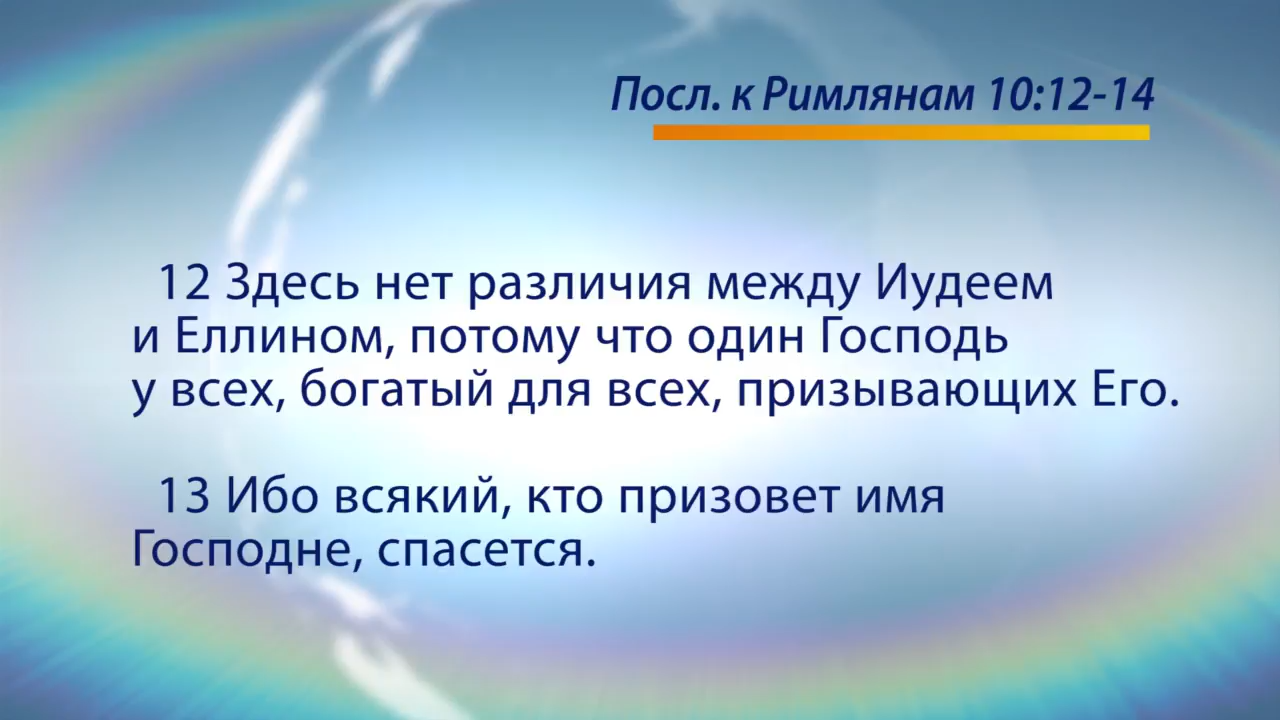 Посл. к Римлянам 10:12-14
12 Здесь нет различия между Иудеем
и Еллином, потому что один Господь
у всех, богатый для всех, призывающих Его.
13 Ибо всякий, кто призовет имя
Господне, спасется.